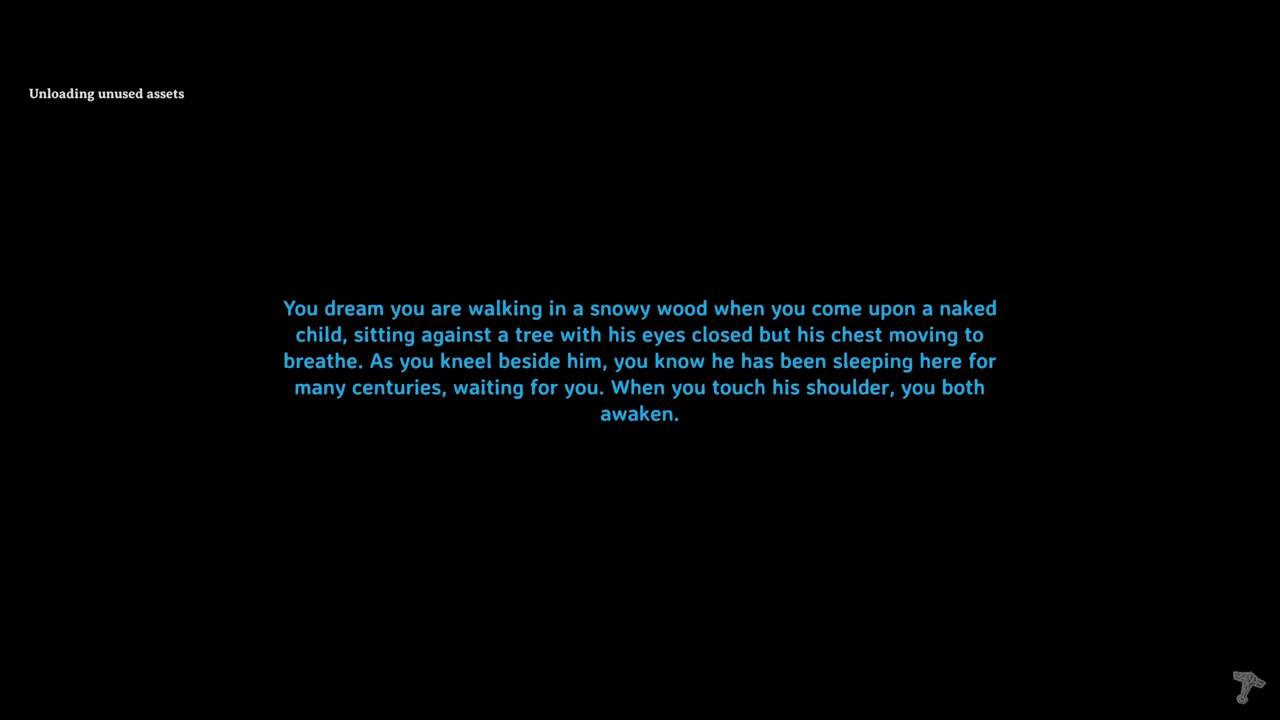 Unloading unused assets
You dream you are walking in a snowy wood when you come upon a naked
child, sitting against a tree with his eyes closed but his chest moving to
breathe. As you kneel beside him, you know he has been sleeping here for
many centuries, waiting for you. When you touch his shoulder, you both
awaken.